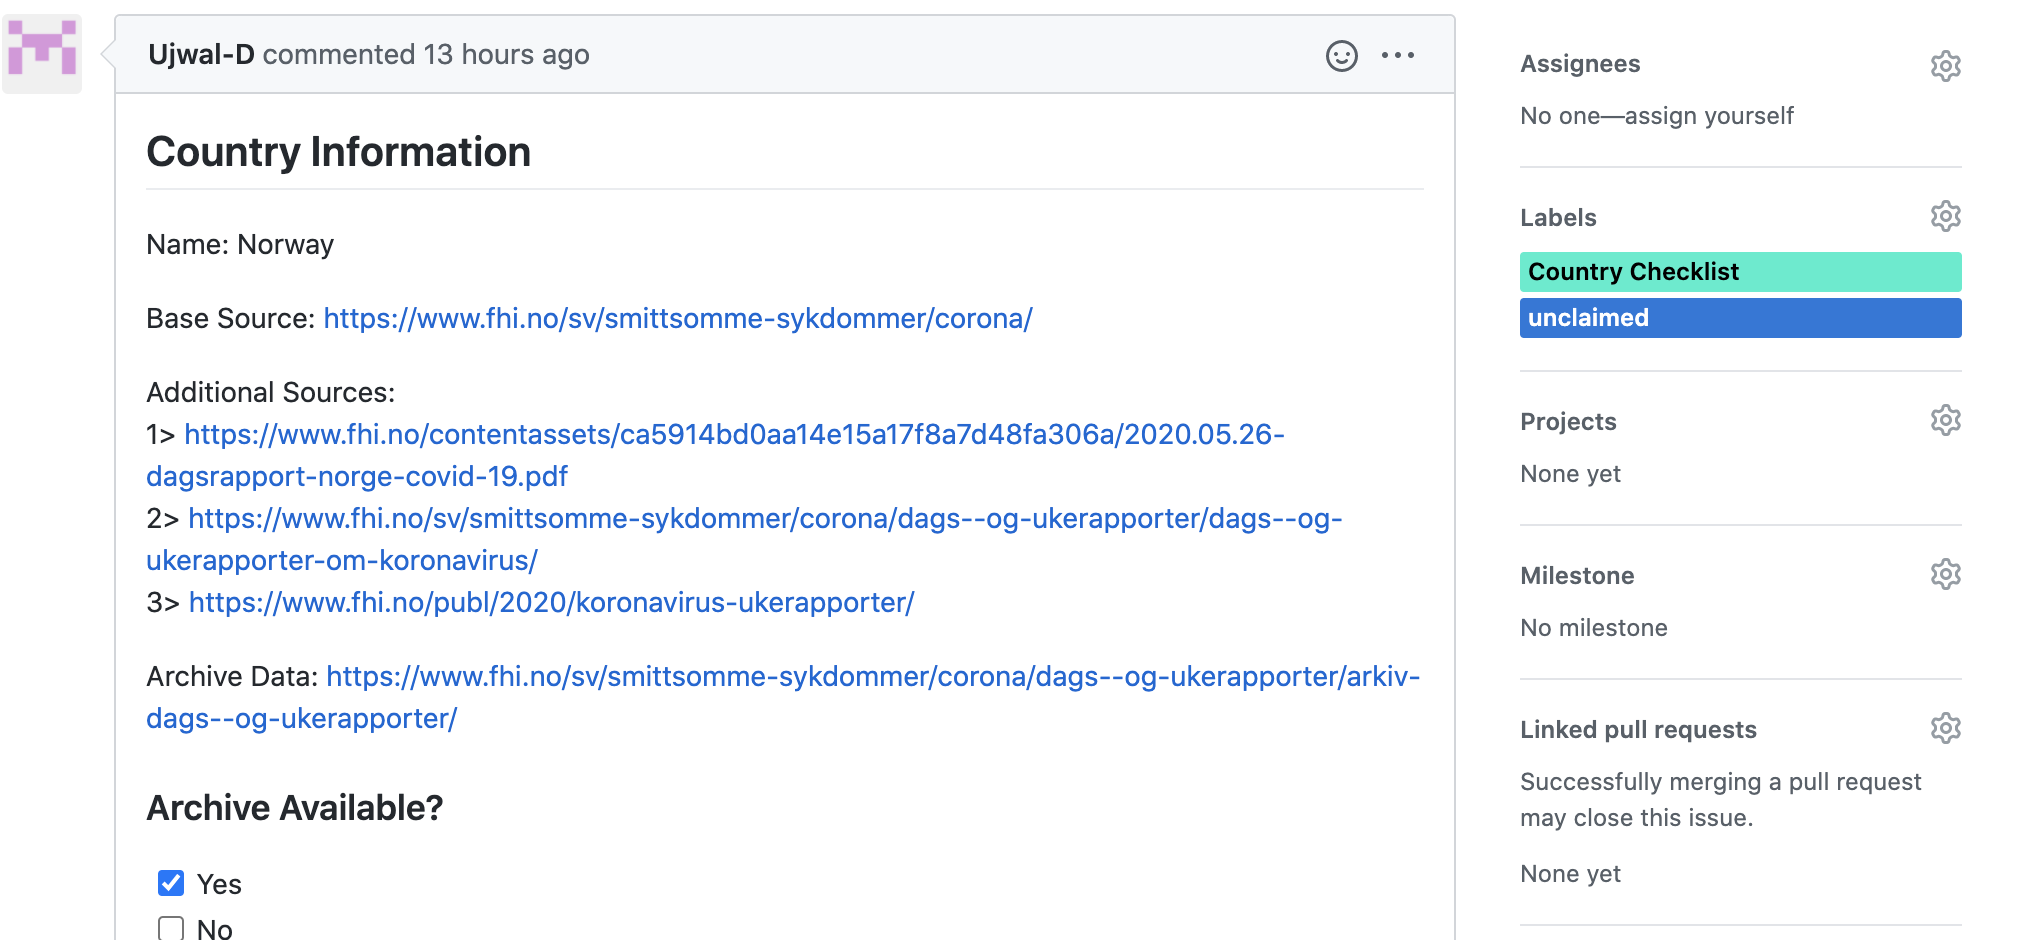 Ujwal-D commented 13 hours ago
Country Information
Name: Norway
Base Source: https://www.fhi.no/sv/smittsomme-sykdommer/corona/
Additional Sources:
1> https://www.fhi.no/contentassets/ca5914bd0aa14e15a17f8a7d48fa306a/2020.05.26-
dagsrapport-norge-covid-19.pdf
2> https://www.fhi.no/sv/smittsomme-sykdommer/corona/dags--og-ukerapporter/dags--og-
ukerapporter-om-koronavirus/
3> https://www.fhi.no/publ/2020/koronavirus-ukerapporter/
Archive Data: https://www.fhi.no/sv/smittsomme-sykdommer/corona/dags--og-ukerapporter/arkiv-
dags--og-ukerapporter/
Archive Available?
Yes
No
Assignees
No one—assign yourself
Labels
Country Checklist
unclaimed
Projects
None yet
Milestone
No milestone
Linked pull requests
Successfully merging a pull request
may close this issue.
None yet